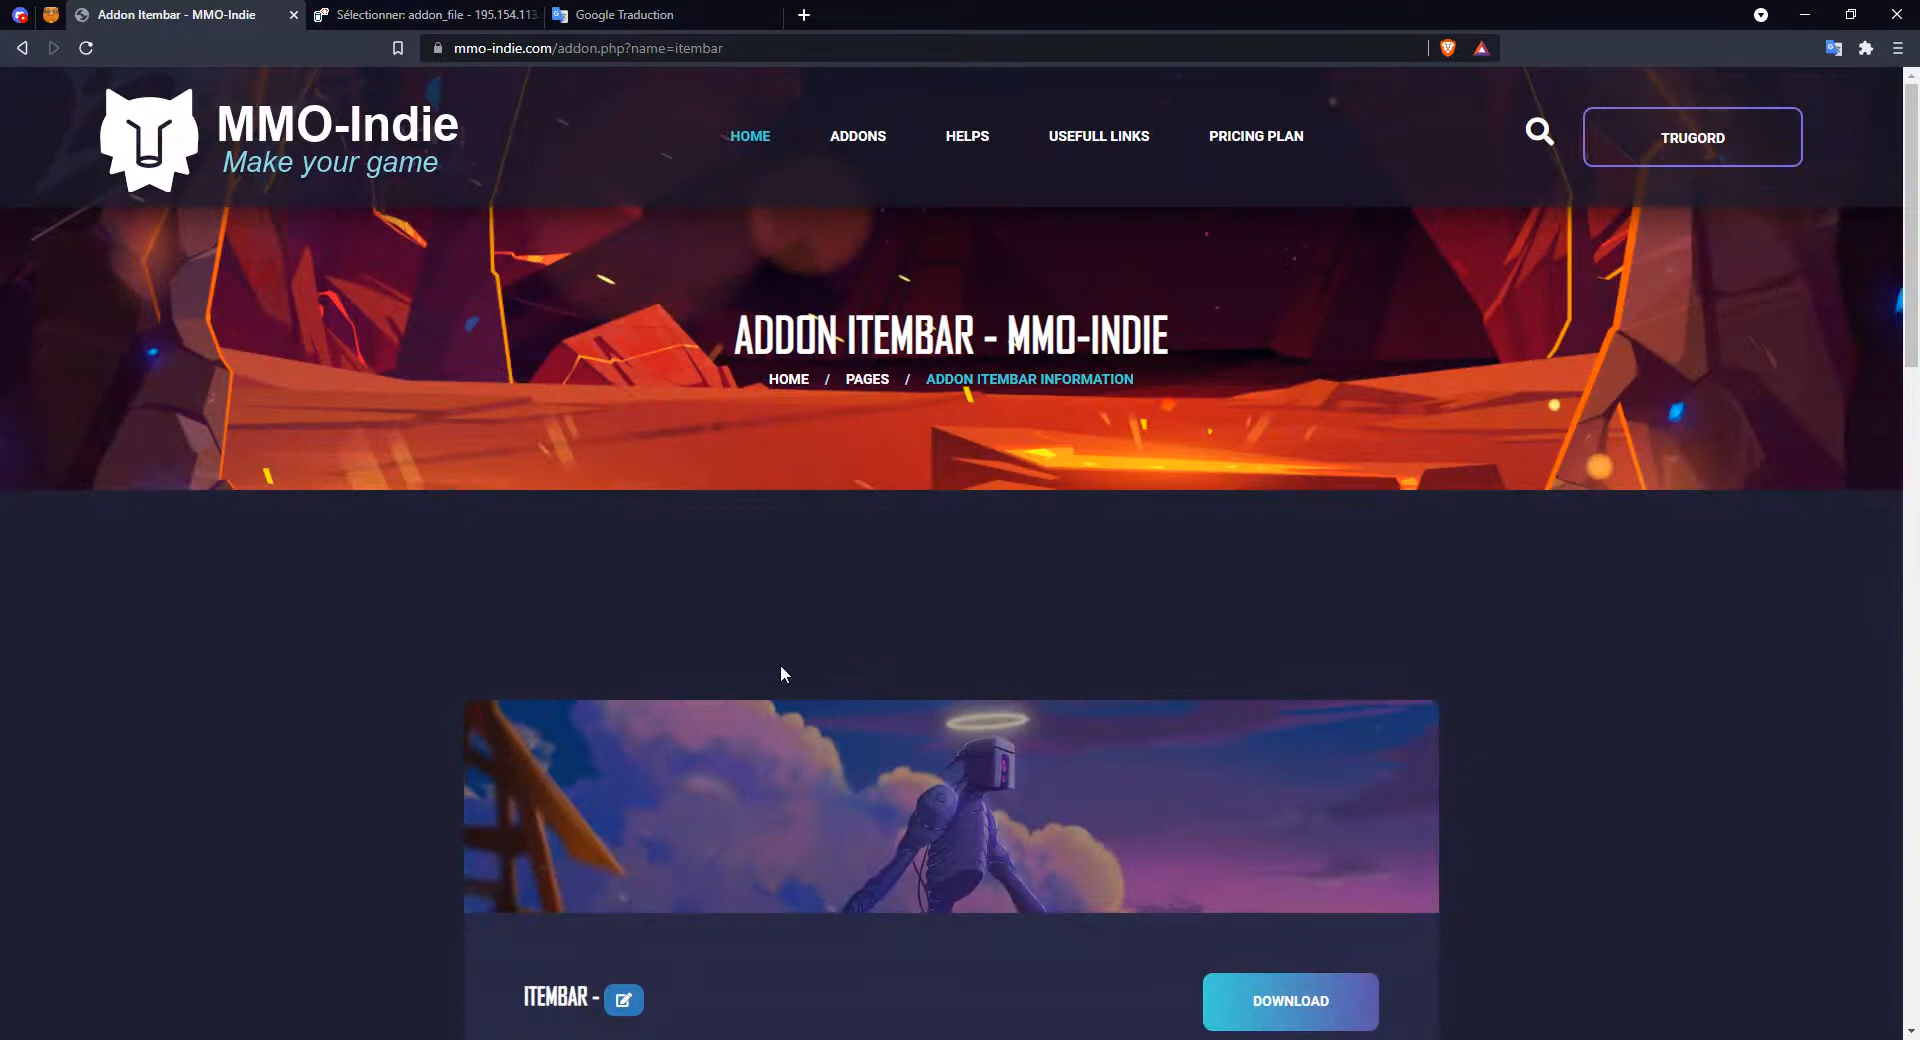 Addon Itembar - MMO-Indie
Sélectionner: addon_file - 195.154.113
Google Traduction
mmo-indie.com/addon.php?name=itembar
MMO-Indie
Make your game
HOME
ADDONS
HELPS
USEFULL LINKS
PRICING PLAN
TRUGORD
ADDON ITEMBAR - MMO-INDIE
HOME / PAGES / ADDON ITEMBAR INFORMATION
ITEMBAR -
DOWNLOAD